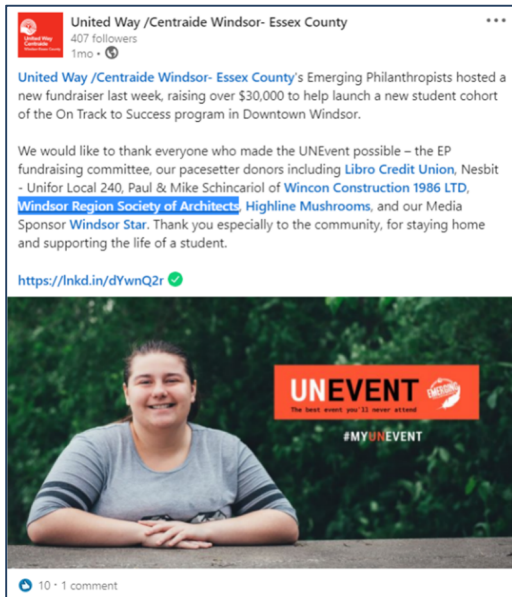 United Way /Centraide Windsor- Essex County
407 followers
1mo •
United Way
Centraide
United Way /Centraide Windsor- Essex County's Emerging Philanthropists hosted a
new fundraiser last week, raising over $30,000 to help launch a new student cohort
of the On Track to Success program in Downtown Windsor.
We would like to thank everyone who made the UNEvent possible – the EP
fundraising committee, our pacesetter donors including Libro Credit Union, Nesbit
- Unifor Local 240, Paul & Mike Schincariol of Wincon Construction 1986 LTD,
Windsor Region Society of Architects, Highline Mushrooms, and our Media
Sponsor Windsor Star. Thank you especially to the community, for staying home
and supporting the life of a student.
https://lnkd.in/dYwnQ2r
UNEVENT
EMERGING
The best event you'll never attend
#MYUNEVENT
10 · 1 comment